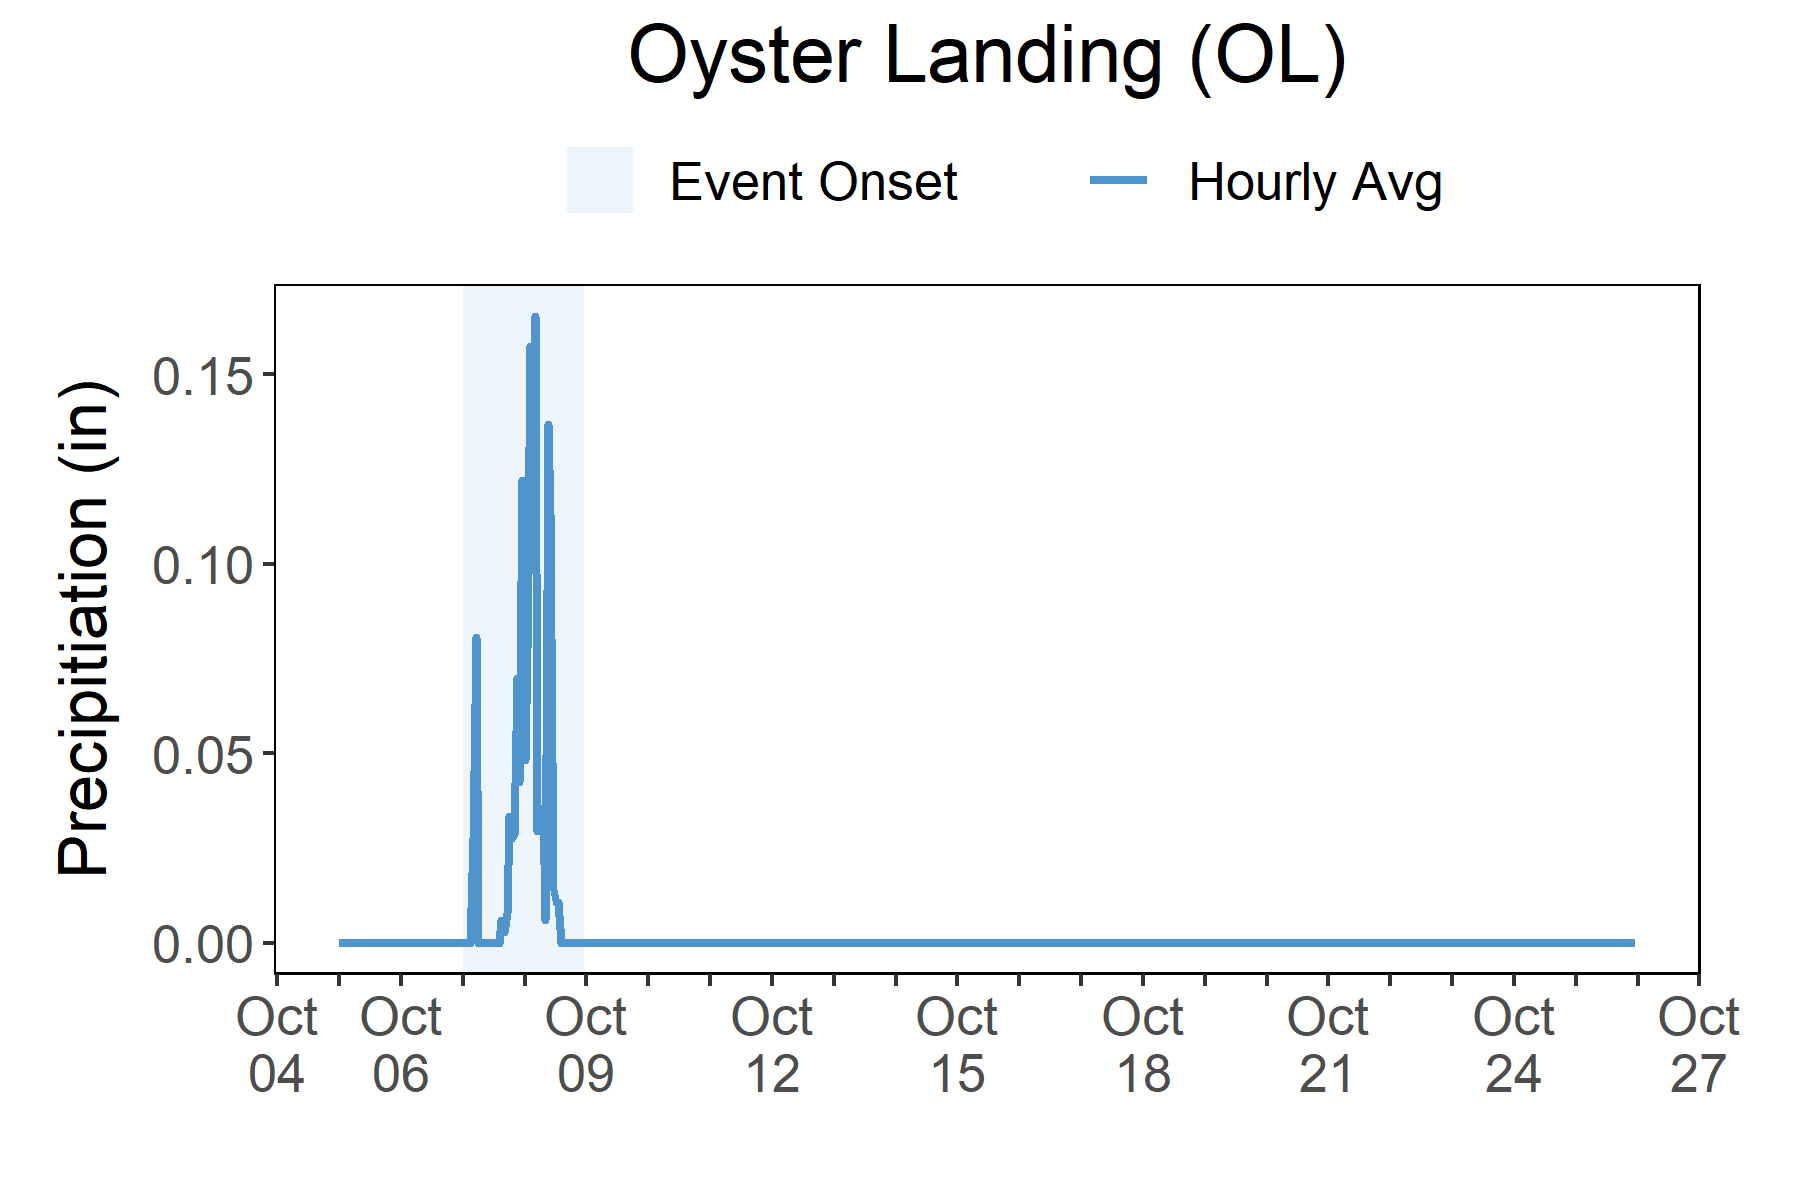 Oyster Landing (OL)
Event Onset
Hourly Avg
Precipitiation (in)
0.15
0.10
0.05
0.00
Oct 04
Oct 06
Oct 09
Oct 12
Oct 15
Oct 18
Oct 21
Oct 24
Oct 27